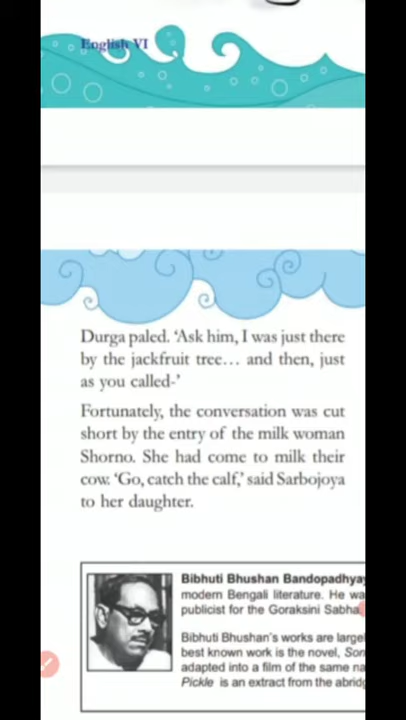 English VI
Durga paled. 'Ask him, I was just there
by the jackfruit tree... and then, just
as you called-'
Fortunately, the conversation was cut
short by the entry of the milk woman
Shorno. She had come to milk their
cow. 'Go, catch the calf,' said Sarbojoya
to her daughter.
Bibhuti Bhushan Bandopadhyay
modern Bengali literature. He wa
publicist for the Goraksini Sabha
Bibhuti Bhushan's works are largel
best known work is the novel, Son
adapted into a film of the same na
Pickle is an extract from the abridg